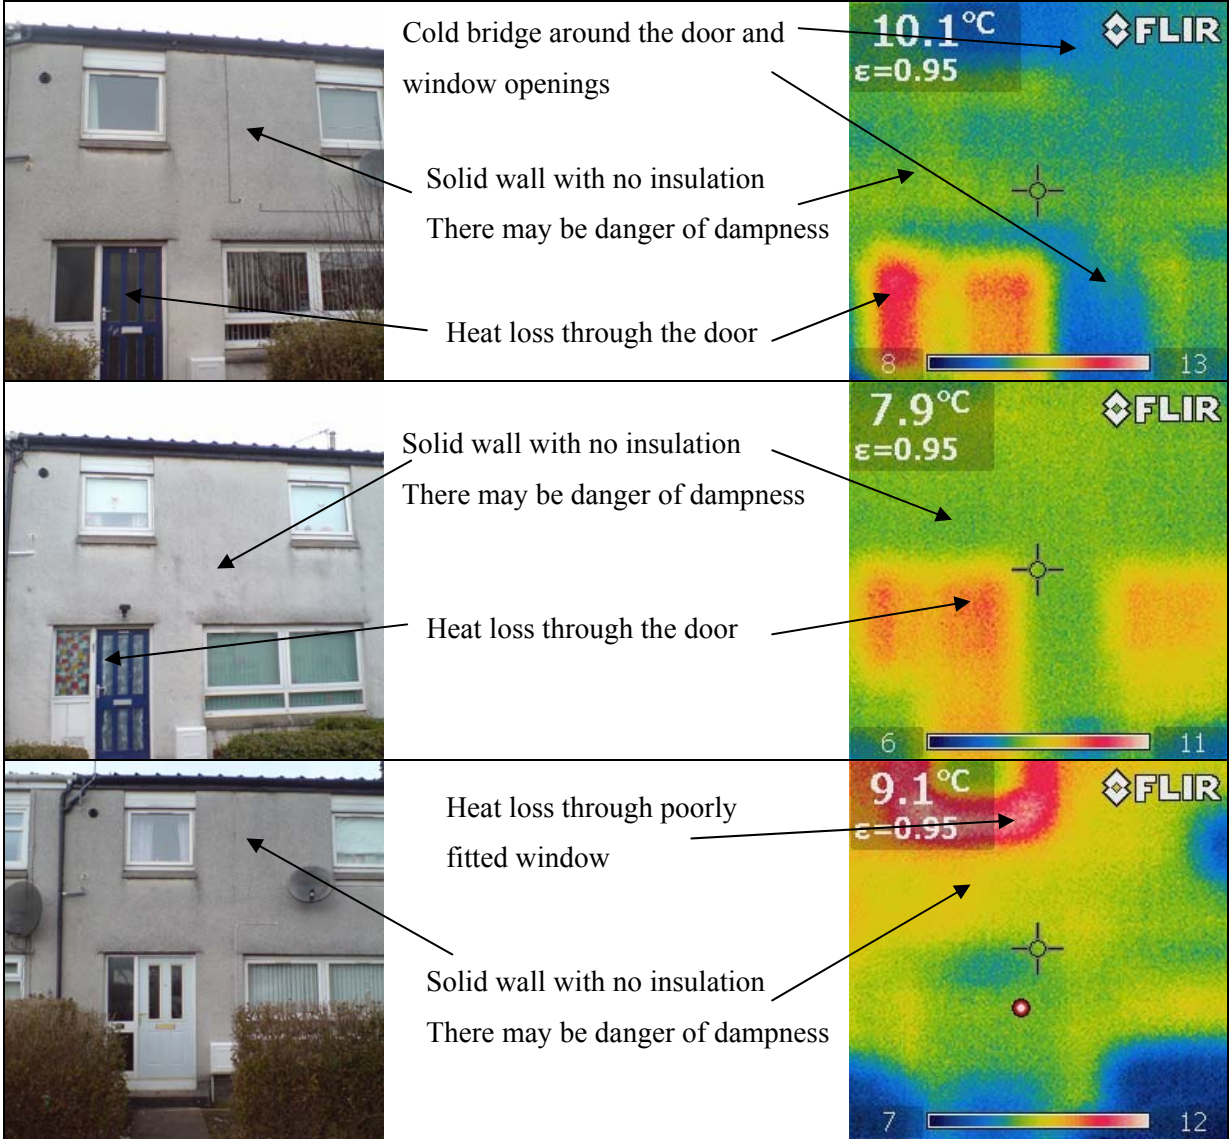 Cold bridge around the door and
window openings
Solid wall with no insulation
There may be danger of dampness
Heat loss through the door
10.1°C
ε=0.95
FLIR
8
13
Solid wall with no insulation
There may be danger of dampness
Heat loss through the door
7.9°C
ε=0.95
FLIR
6
11
Heat loss through poorly
fitted window
Solid wall with no insulation
There may be danger of dampness
9.1°C
ε=0.95
FLIR
7
12